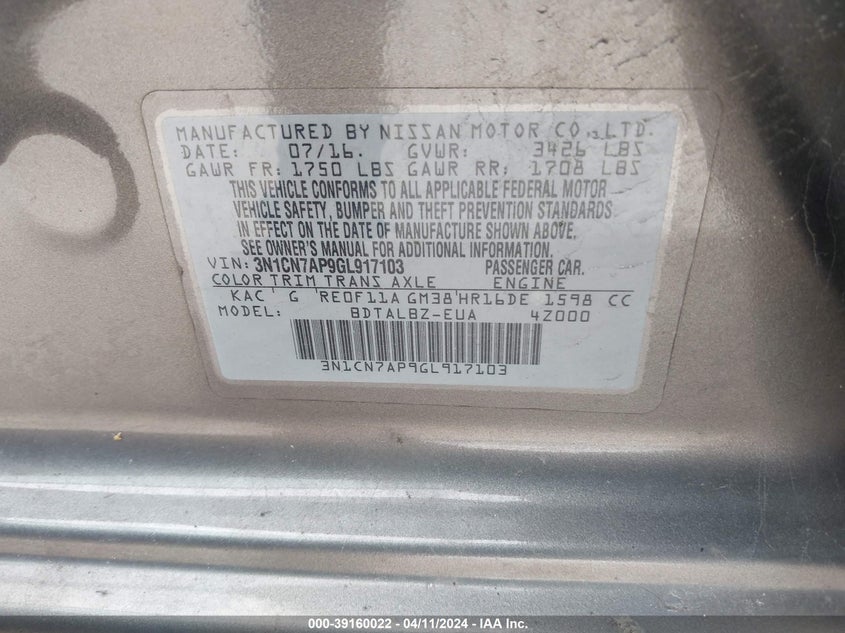 MANUFACTURED BY NISSAN MOTOR CO.,LTD.
DATE: 07/16. GVWR: 3426 LBS
GAWR FR: 1750 LBS GAWR RR: 1708 LBS
THIS VEHICLE CONFORMS TO ALL APPLICABLE FEDERAL MOTOR
VEHICLE SAFETY, BUMPER AND THEFT PREVENTION STANDARDS
IN EFFECT ON THE DATE OF MANUFACTURE SHOWN ABOVE.
SEE OWNER'S MANUAL FOR ADDITIONAL INFORMATION.
VIN: 3N1CN7AP9GL917103 PASSENGER CAR.
COLOR TRIM TRANS AXLE ENGINE
KAC G RE0F11A GM38 HR16DE 1598 CC
MODEL: BDTALBZ-EUA 4Z000
3N1CN7AP9GL917103
000-39160022 - 04/11/2024 - IAA Inc.